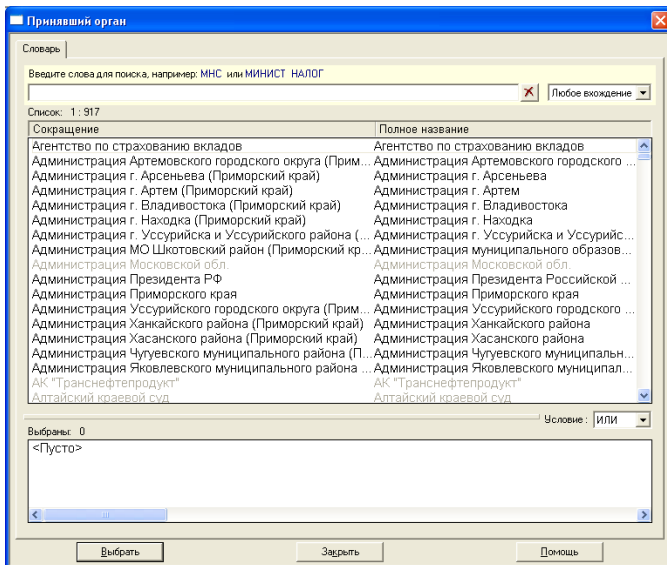 Принявший орган
Словарь
Введите слова для поиска, например: МНС или МИНИСТ НАЛОГ
Любое вхождение
Список: 1 : 917
Сокращение Полное название
Агентство по страхованию вкладов Агентство по страхованию вкладов
Администрация Артемовского городского округа (Прим... Администрация Артемовского городского ...
Администрация г. Арсеньева (Приморский край) Администрация г. Арсеньева
Администрация г. Артем (Приморский край) Администрация г. Артем
Администрация г. Владивостока (Приморский край) Администрация г. Владивостока
Администрация г. Находка (Приморский край) Администрация г. Находка
Администрация г. Уссурийска и Уссурийского района (... Администрация г. Уссурийска и Уссурийс...
Администрация МО Шкотовский район (Приморский кр... Администрация муниципального образов...
Администрация Московской обл. Администрация Московской обл.
Администрация Президента РФ Администрация Президента Российской ...
Администрация Приморского края Администрация Приморского края
Администрация Уссурийского городского округа (Прим... Администрация Уссурийского городского ...
Администрация Ханкайского района (Приморский край) Администрация Ханкайского района
Администрация Хасанского района (Приморский край) Администрация Хасанского района
Администрация Чугуевского муниципального района (П... Администрация Чугуевского муниципальн...
Администрация Яковлевского муниципального района ... Администрация Яковлевского муниципал...
АК "Транснефтепродукт" АК "Транснефтепродукт"
Алтайский краевой суд Алтайский краевой суд
Условие : ИЛИ
Выбраны: 0
<Пусто>
Выбрать Закрыть Помощь